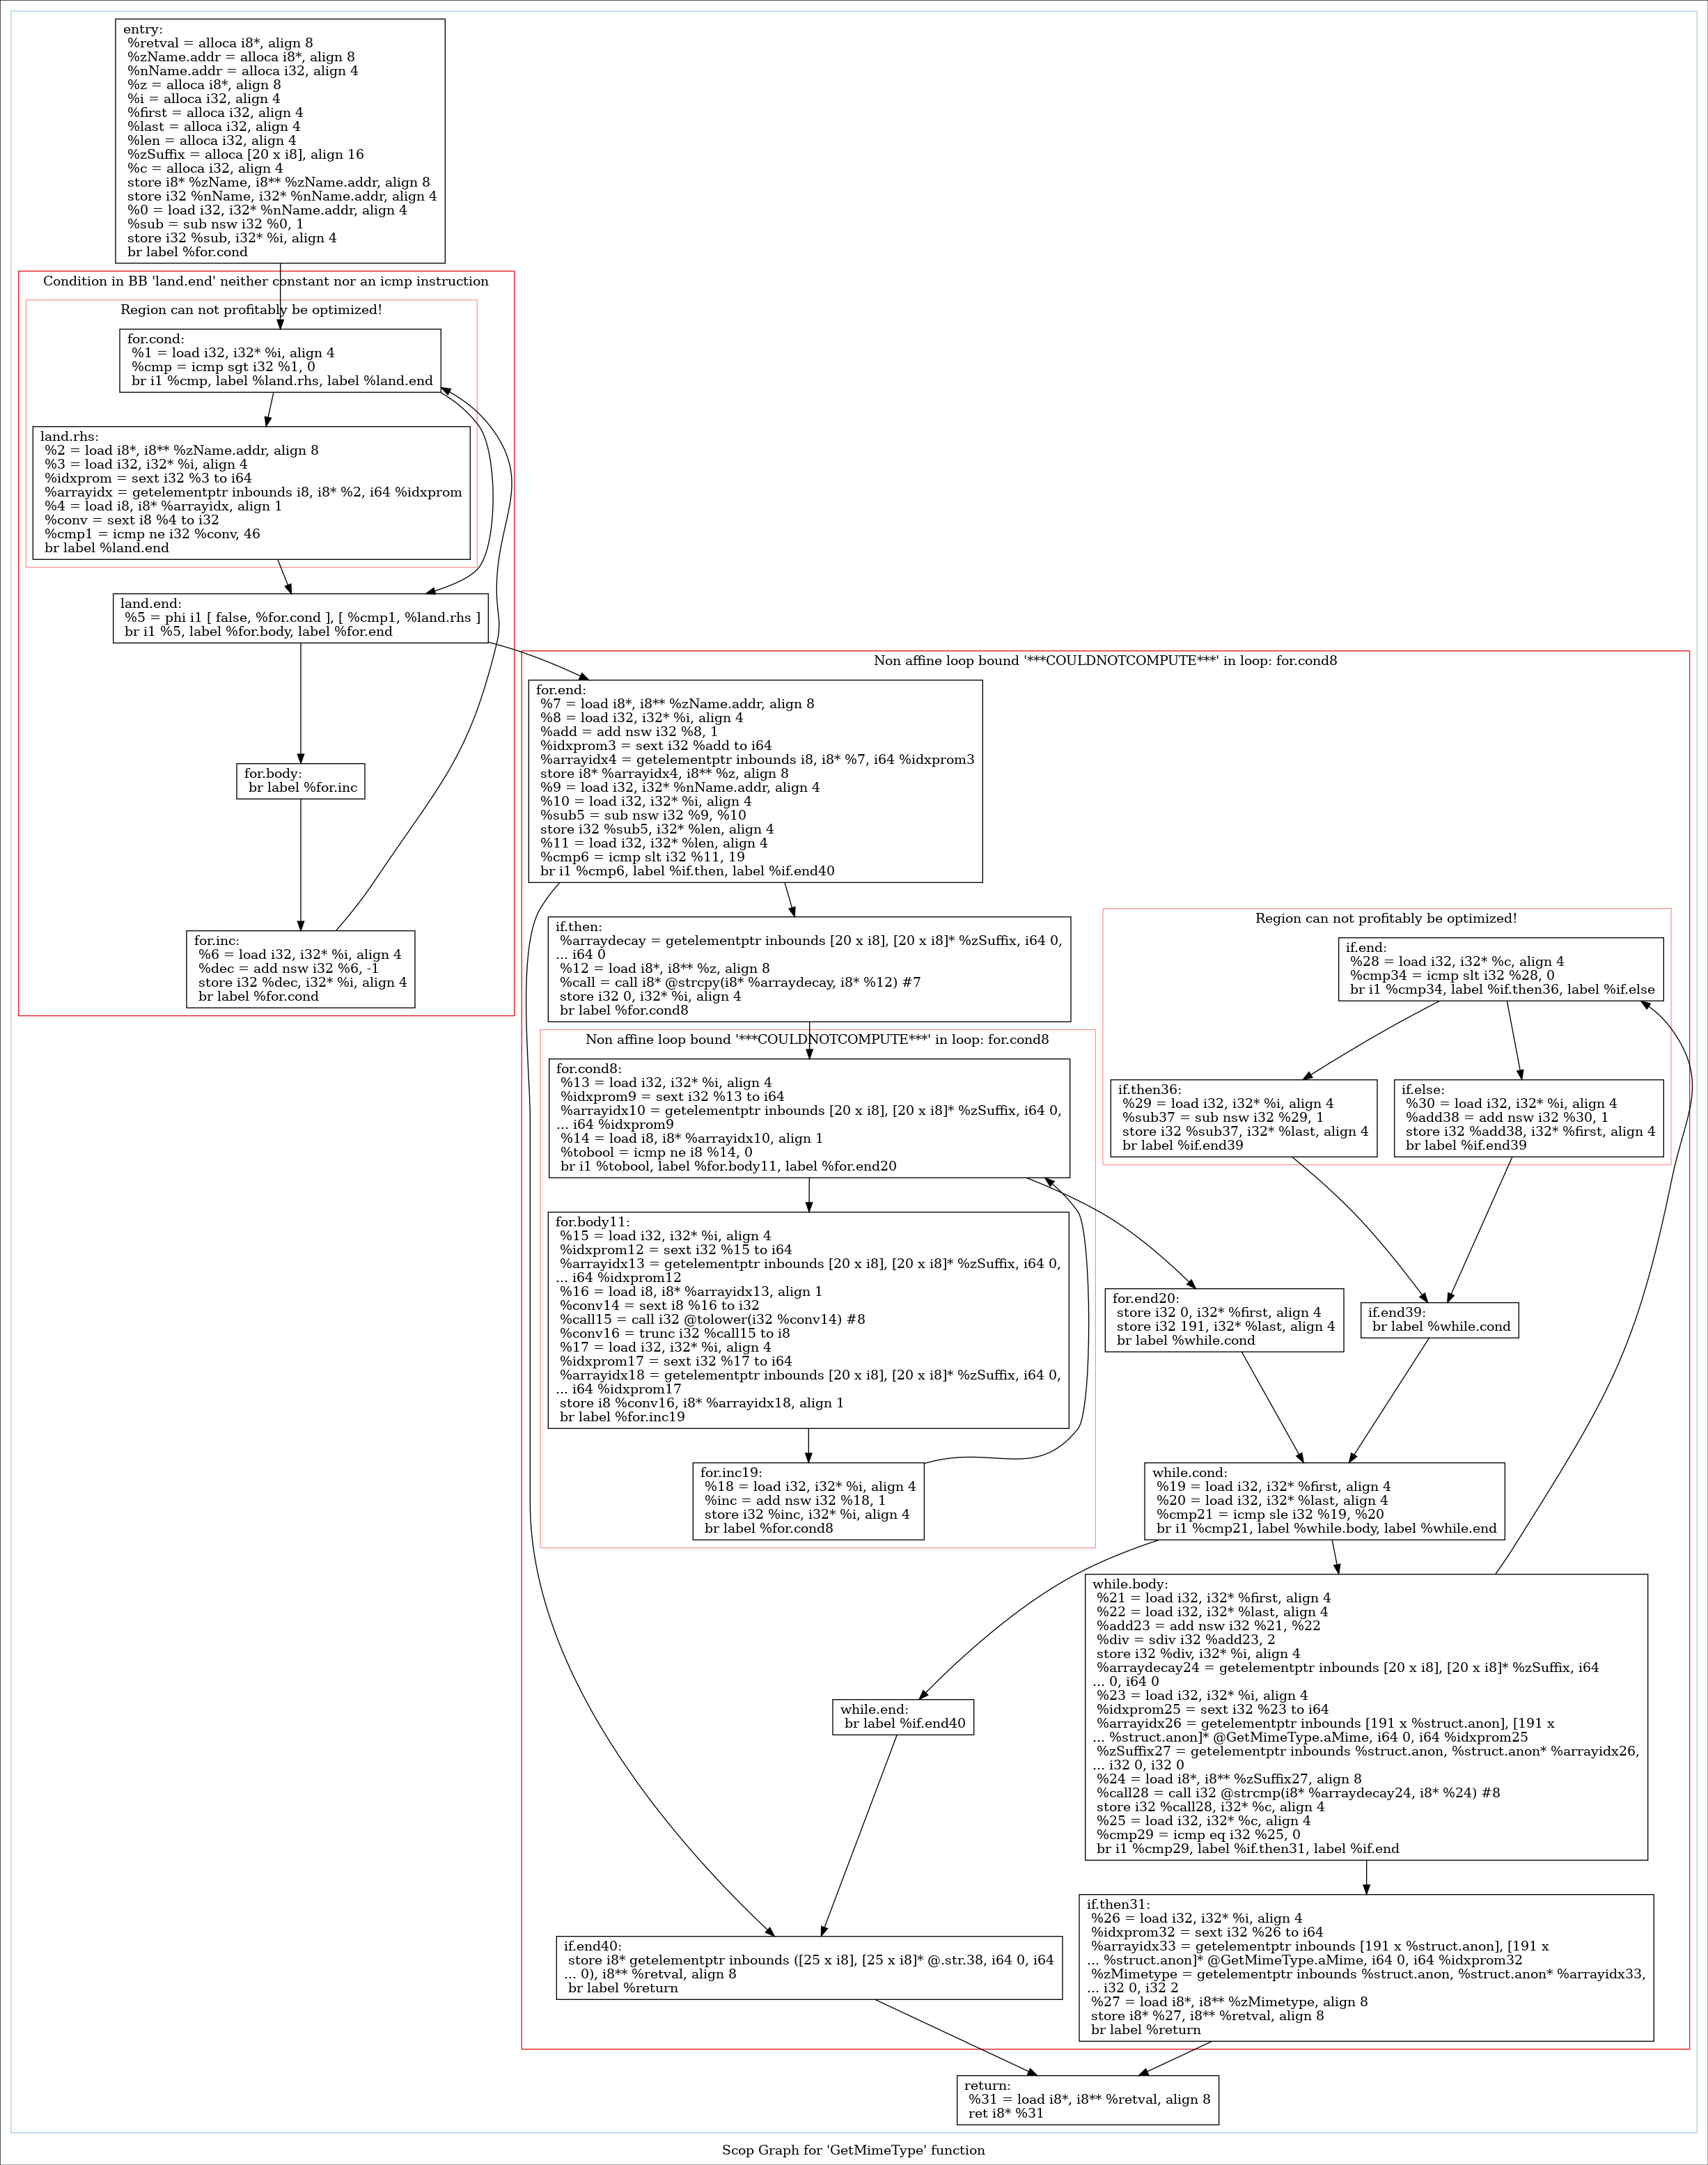 entry:
%retval = alloca i8*, align 8
%zName.addr = alloca i8*, align 8
%nName.addr = alloca i32, align 4
%z = alloca i8*, align 8
%i = alloca i32, align 4
%first = alloca i32, align 4
%last = alloca i32, align 4
%len = alloca i32, align 4
%zSuffix = alloca [20 x i8], align 16
%c = alloca i32, align 4
store i8* %zName, i8** %zName.addr, align 8
store i32 %nName, i32* %nName.addr, align 4
%0 = load i32, i32* %nName.addr, align 4
%sub = sub nsw i32 %0, 1
store i32 %sub, i32* %i, align 4
br label %for.cond
Condition in BB 'land.end' neither constant nor an icmp instruction
Region can not profitably be optimized!
for.cond:
%1 = load i32, i32* %i, align 4
%cmp = icmp sgt i32 %1, 0
br i1 %cmp, label %land.rhs, label %land.end
land.rhs:
%2 = load i8*, i8** %zName.addr, align 8
%3 = load i32, i32* %i, align 4
%idxprom = sext i32 %3 to i64
%arrayidx = getelementptr inbounds i8, i8* %2, i64 %idxprom
%4 = load i8, i8* %arrayidx, align 1
%conv = sext i8 %4 to i32
%cmp1 = icmp ne i32 %conv, 46
br label %land.end
land.end:
%5 = phi i1 [ false, %for.cond ], [ %cmp1, %land.rhs ]
br i1 %5, label %for.body, label %for.end
for.body:
br label %for.inc
for.inc:
%6 = load i32, i32* %i, align 4
%dec = add nsw i32 %6, -1
store i32 %dec, i32* %i, align 4
br label %for.cond
Non affine loop bound '***COULDNOTCOMPUTE***' in loop: for.cond8
for.end:
%7 = load i8*, i8** %zName.addr, align 8
%8 = load i32, i32* %i, align 4
%add = add nsw i32 %8, 1
%idxprom3 = sext i32 %add to i64
%arrayidx4 = getelementptr inbounds i8, i8* %7, i64 %idxprom3
store i8* %arrayidx4, i8** %z, align 8
%9 = load i32, i32* %nName.addr, align 4
%10 = load i32, i32* %i, align 4
%sub5 = sub nsw i32 %9, %10
store i32 %sub5, i32* %len, align 4
%11 = load i32, i32* %len, align 4
%cmp6 = icmp slt i32 %11, 19
br i1 %cmp6, label %if.then, label %if.end40
if.then:
%arraydecay = getelementptr inbounds [20 x i8], [20 x i8]* %zSuffix, i64 0,
... i64 0
%12 = load i8*, i8** %z, align 8
%call = call i8* @strcpy(i8* %arraydecay, i8* %12) #7
store i32 0, i32* %i, align 4
br label %for.cond8
Non affine loop bound '***COULDNOTCOMPUTE***' in loop: for.cond8
for.cond8:
%13 = load i32, i32* %i, align 4
%idxprom9 = sext i32 %13 to i64
%arrayidx10 = getelementptr inbounds [20 x i8], [20 x i8]* %zSuffix, i64 0,
... i64 %idxprom9
%14 = load i8, i8* %arrayidx10, align 1
%tobool = icmp ne i8 %14, 0
br i1 %tobool, label %for.body11, label %for.end20
for.body11:
%15 = load i32, i32* %i, align 4
%idxprom12 = sext i32 %15 to i64
%arrayidx13 = getelementptr inbounds [20 x i8], [20 x i8]* %zSuffix, i64 0,
... i64 %idxprom12
%16 = load i8, i8* %arrayidx13, align 1
%conv14 = sext i8 %16 to i32
%call15 = call i32 @tolower(i32 %conv14) #8
%conv16 = trunc i32 %call15 to i8
%17 = load i32, i32* %i, align 4
%idxprom17 = sext i32 %17 to i64
%arrayidx18 = getelementptr inbounds [20 x i8], [20 x i8]* %zSuffix, i64 0,
... i64 %idxprom17
store i8 %conv16, i8* %arrayidx18, align 1
br label %for.inc19
for.inc19:
%18 = load i32, i32* %i, align 4
%inc = add nsw i32 %18, 1
store i32 %inc, i32* %i, align 4
br label %for.cond8
Region can not profitably be optimized!
if.end:
%28 = load i32, i32* %c, align 4
%cmp34 = icmp slt i32 %28, 0
br i1 %cmp34, label %if.then36, label %if.else
if.then36:
%29 = load i32, i32* %i, align 4
%sub37 = sub nsw i32 %29, 1
store i32 %sub37, i32* %last, align 4
br label %if.end39
if.else:
%30 = load i32, i32* %i, align 4
%add38 = add nsw i32 %30, 1
store i32 %add38, i32* %first, align 4
br label %if.end39
for.end20:
store i32 0, i32* %first, align 4
store i32 191, i32* %last, align 4
br label %while.cond
if.end39:
br label %while.cond
while.cond:
%19 = load i32, i32* %first, align 4
%20 = load i32, i32* %last, align 4
%cmp21 = icmp sle i32 %19, %20
br i1 %cmp21, label %while.body, label %while.end
while.body:
%21 = load i32, i32* %first, align 4
%22 = load i32, i32* %last, align 4
%add23 = add nsw i32 %21, %22
%div = sdiv i32 %add23, 2
store i32 %div, i32* %i, align 4
%arraydecay24 = getelementptr inbounds [20 x i8], [20 x i8]* %zSuffix, i64
... 0, i64 0
%23 = load i32, i32* %i, align 4
%idxprom25 = sext i32 %23 to i64
%arrayidx26 = getelementptr inbounds [191 x %struct.anon], [191 x
... %struct.anon]* @GetMimeType.aMime, i64 0, i64 %idxprom25
%zSuffix27 = getelementptr inbounds %struct.anon, %struct.anon* %arrayidx26,
... i32 0, i32 0
%24 = load i8*, i8** %zSuffix27, align 8
%call28 = call i32 @strcmp(i8* %arraydecay24, i8* %24) #8
store i32 %call28, i32* %c, align 4
%25 = load i32, i32* %c, align 4
%cmp29 = icmp eq i32 %25, 0
br i1 %cmp29, label %if.then31, label %if.end
while.end:
br label %if.end40
if.then31:
%26 = load i32, i32* %i, align 4
%idxprom32 = sext i32 %26 to i64
%arrayidx33 = getelementptr inbounds [191 x %struct.anon], [191 x
... %struct.anon]* @GetMimeType.aMime, i64 0, i64 %idxprom32
%zMimetype = getelementptr inbounds %struct.anon, %struct.anon* %arrayidx33,
... i32 0, i32 2
%27 = load i8*, i8** %zMimetype, align 8
store i8* %27, i8** %retval, align 8
br label %return
if.end40:
store i8* getelementptr inbounds ([25 x i8], [25 x i8]* @.str.38, i64 0, i64
... 0), i8** %retval, align 8
br label %return
return:
%31 = load i8*, i8** %retval, align 8
ret i8* %31
Scop Graph for 'GetMimeType' function